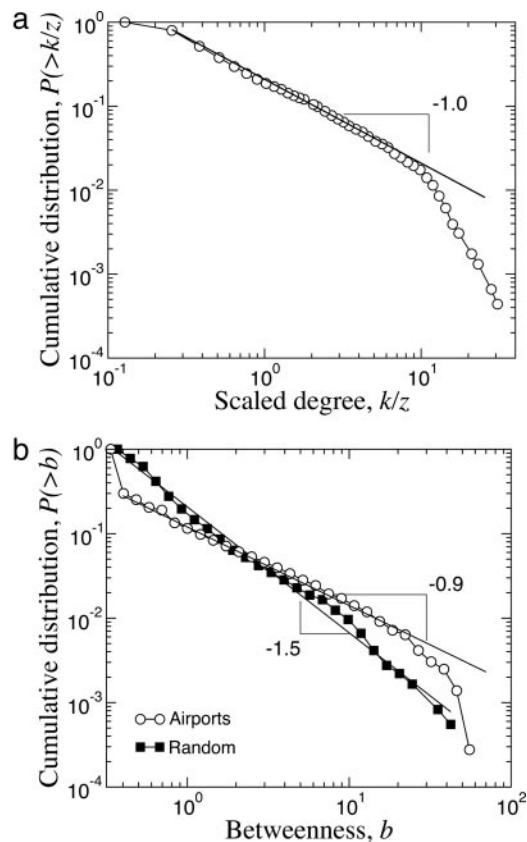 a
Cumulative distribution, P(>k/z)
10^0
10^-1
10^-2
10^-3
10^-4
-1.0
10^-1
10^0
10^1
Scaled degree, k/z
b
Cumulative distribution, P(>b)
10^0
10^-1
10^-2
10^-3
10^-4
-0.9
-1.5
Airports
Random
10^0
10^1
10^2
Betweenness, b